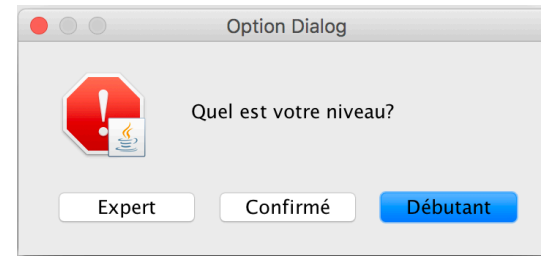 Option Dialog
Quel est votre niveau?
Expert
Confirmé
Débutant